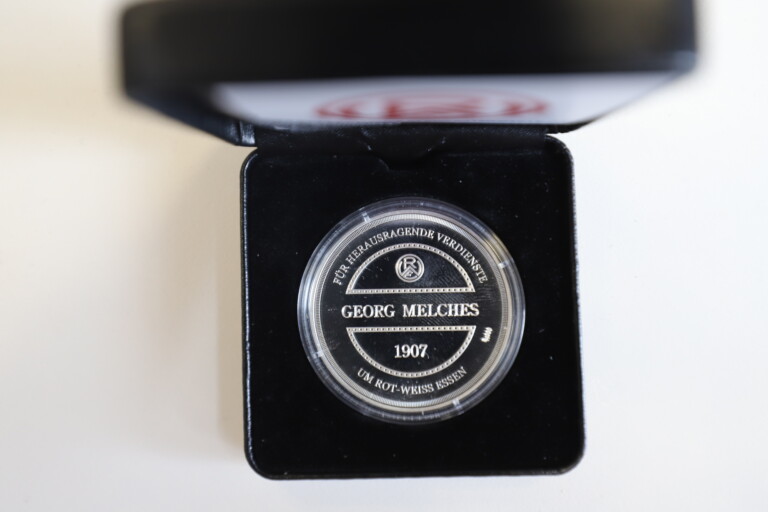 FÜR HERAUSRAGENDE VERDIENSTE
GEORG MELCHES
1907
UM ROT-WEISS ESSEN